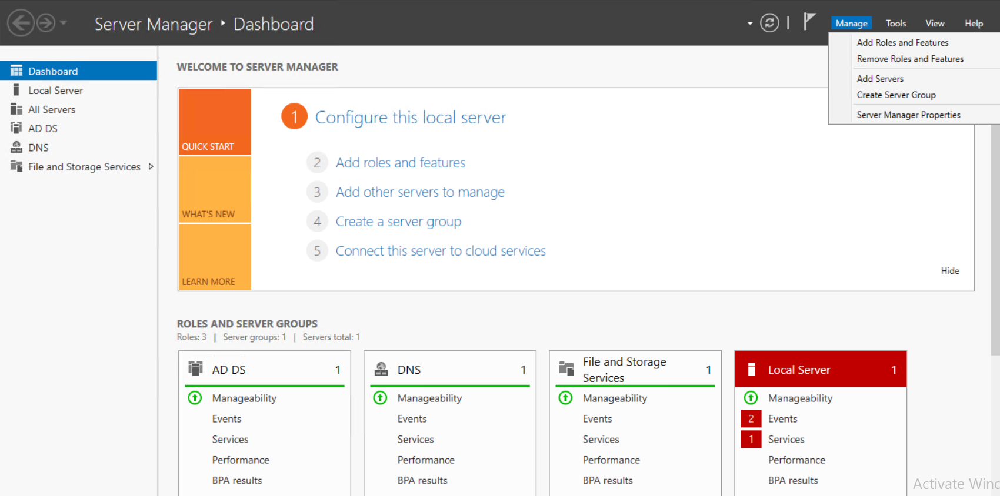 Server Manager ‣ Dashboard
Manage Tools View Help
Add Roles and Features
Remove Roles and Features
Add Servers
Create Server Group
Server Manager Properties
Dashboard
Local Server
All Servers
AD DS
DNS
File and Storage Services
WELCOME TO SERVER MANAGER
QUICK START
WHAT'S NEW
LEARN MORE
1 Configure this local server
2 Add roles and features
3 Add other servers to manage
4 Create a server group
5 Connect this server to cloud services
Hide
ROLES AND SERVER GROUPS
Roles: 3 | Server groups: 1 | Servers total: 1
AD DS 1
Manageability
Events
Services
Performance
BPA results
DNS 1
Manageability
Events
Services
Performance
BPA results
File and Storage
Services 1
Manageability
Events
Services
Performance
BPA results
Local Server 1
Manageability
2 Events
1 Services
Performance
BPA results
Activate Wind